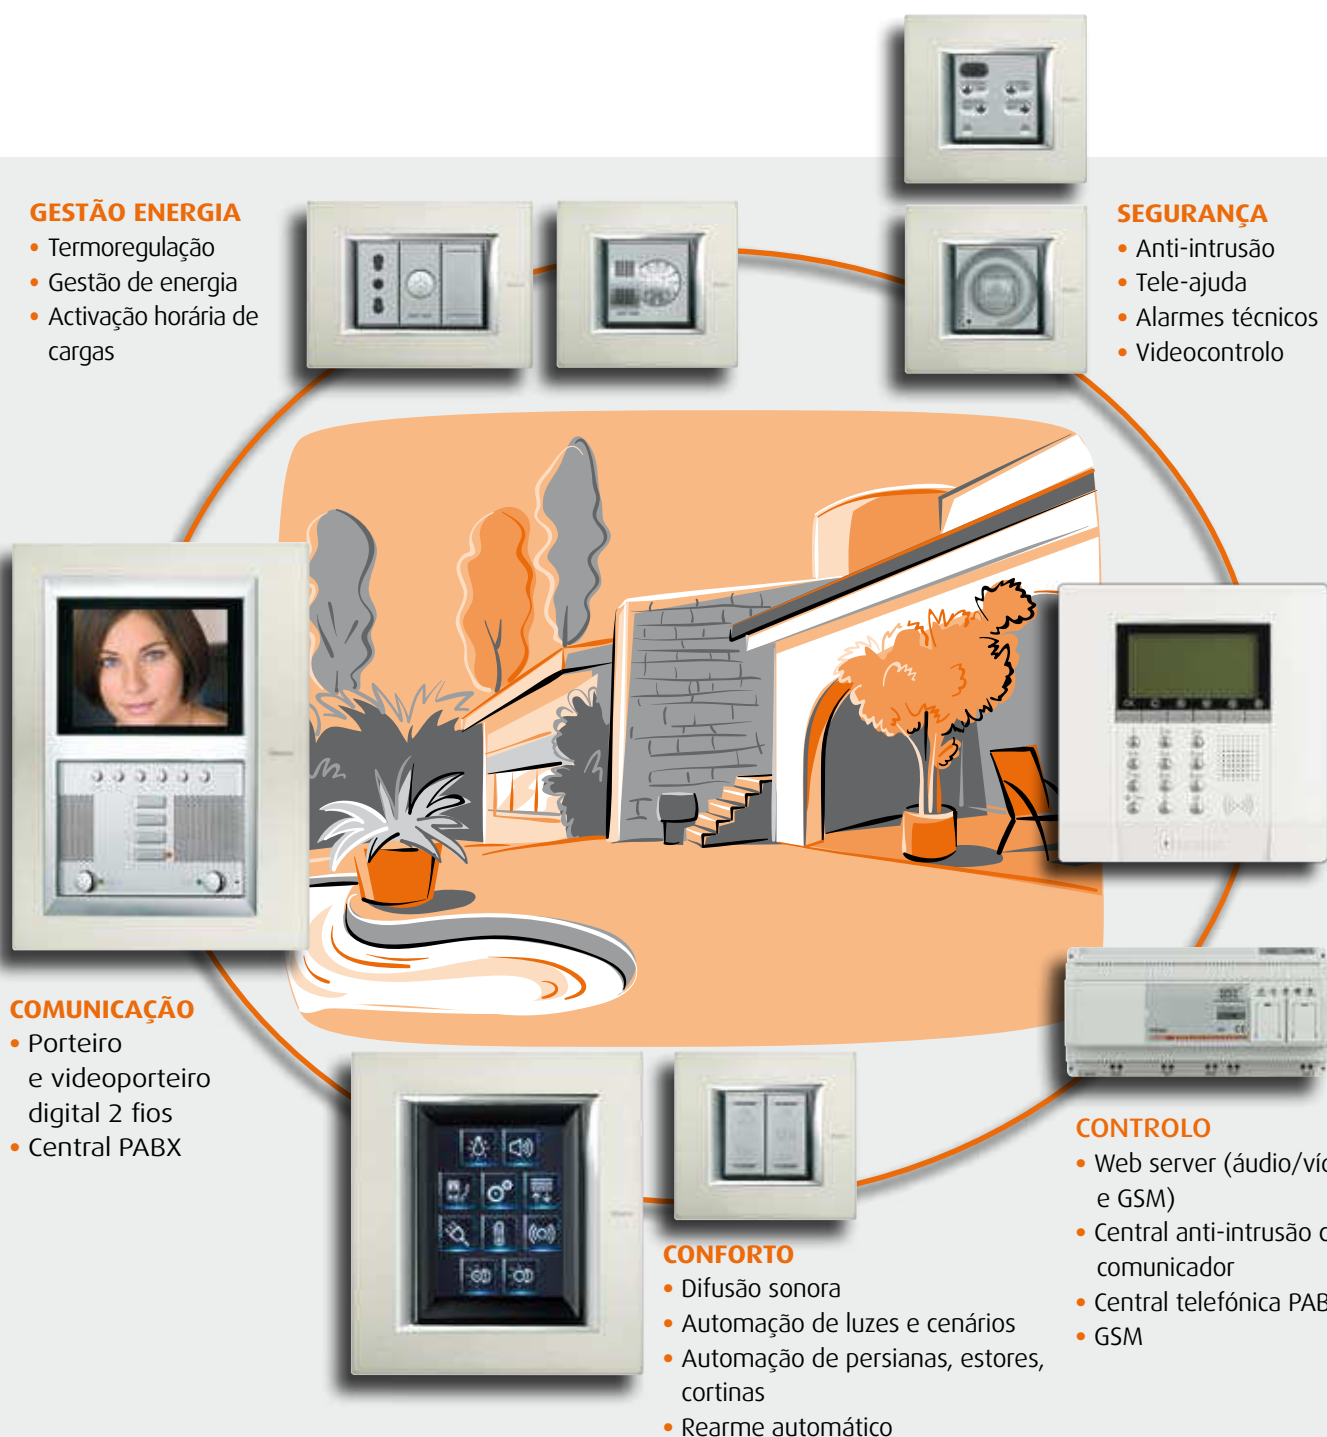 GESTÃO ENERGIA
• Termoregulação
• Gestão de energia
• Activação horária de
cargas
SEGURANÇA
• Anti-intrusão
• Tele-ajuda
• Alarmes técnicos
• Videocontrolo
COMUNICAÇÃO
• Porteiro
e videoporteiro
digital 2 fios
• Central PABX
CONFORTO
• Difusão sonora
• Automação de luzes e cenários
• Automação de persianas, estores,
cortinas
• Rearme automático
CONTROLO
• Web server (áudio/víd
e GSM)
• Central anti-intrusão c
comunicador
• Central telefónica PAB
• GSM